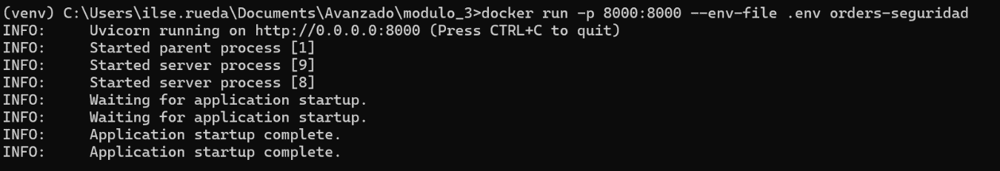 (venv) C:\Users\ilse.rueda\Documents\Avanzado\modulo_3>docker run -p 8000:8000 --env-file .env orders-seguridad
INFO:     Uvicorn running on http://0.0.0.0:8000 (Press CTRL+C to quit)
INFO:     Started parent process [1]
INFO:     Started server process [9]
INFO:     Started server process [8]
INFO:     Waiting for application startup.
INFO:     Waiting for application startup.
INFO:     Application startup complete.
INFO:     Application startup complete.